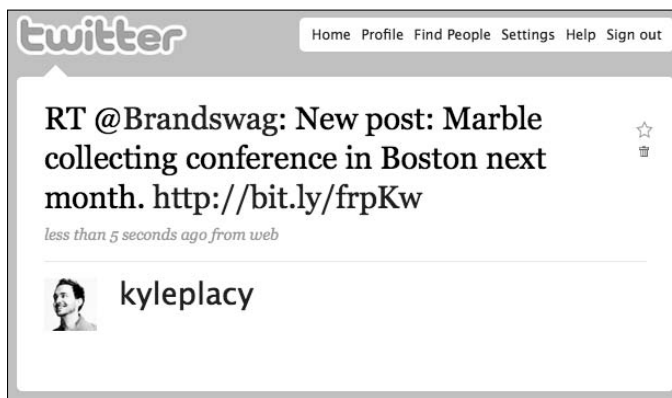 twitter
Home Profile Find People Settings Help Sign out
RT @Brandswag: New post: Marble
collecting conference in Boston next
month. http://bit.ly/frpKw
less than 5 seconds ago from web
kyleplacy